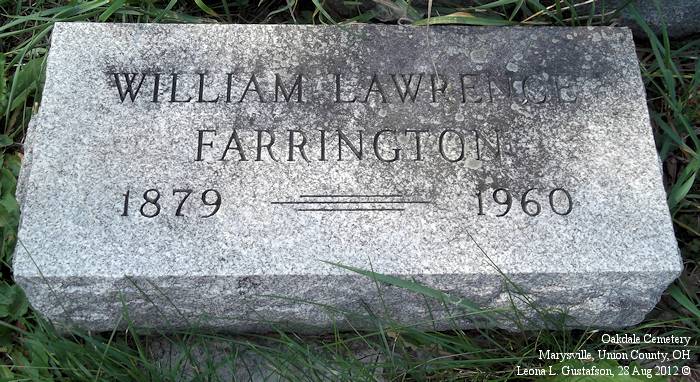 WILLIAM LAWRENCE
FARRINGTON
1879 1960
Oakdale Cemetery
Marysville, Union County, OH
Leona L. Gustafson, 28 Aug 2012 ©